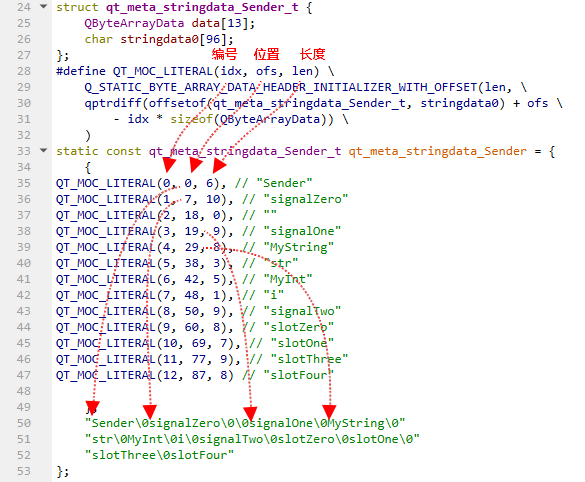 24 struct qt_meta_stringdata_Sender_t {
25 QByteArrayData data[13];
26 char stringdata0[96];
27 };
编号 位置 长度
28 #define QT_MOC_LITERAL(idx, ofs, len) \
29 Q_STATIC_BYTE_ARRAY_DATA_HEADER_INITIALIZER_WITH_OFFSET(len, \
30 qptrdiff(offsetof(qt_meta_stringdata_Sender_t, stringdata0) + ofs \
31 - idx * sizeof(QByteArrayData)) \
32 )
33 static const qt_meta_stringdata_Sender_t qt_meta_stringdata_Sender = {
34 {
35 QT_MOC_LITERAL(0, 0, 6), // "Sender"
36 QT_MOC_LITERAL(1, 7, 10), // "signalZero"
37 QT_MOC_LITERAL(2, 18, 0), // ""
38 QT_MOC_LITERAL(3, 19, 9), // "signalOne"
39 QT_MOC_LITERAL(4, 29, 8), // "MyString"
40 QT_MOC_LITERAL(5, 38, 3), // "str"
41 QT_MOC_LITERAL(6, 42, 5), // "MyInt"
42 QT_MOC_LITERAL(7, 48, 1), // "i"
43 QT_MOC_LITERAL(8, 50, 9), // "signalTwo"
44 QT_MOC_LITERAL(9, 60, 8), // "slotZero"
45 QT_MOC_LITERAL(10, 69, 7), // "slotOne"
46 QT_MOC_LITERAL(11, 77, 9), // "slotThree"
47 QT_MOC_LITERAL(12, 87, 8) // "slotFour"
48
49 },
50 "Sender\0signalZero\0\0signalOne\0MyString\0"
51 "str\0MyInt\0i\0signalTwo\0slotZero\0slotOne\0"
52 "slotThree\0slotFour"
53 };